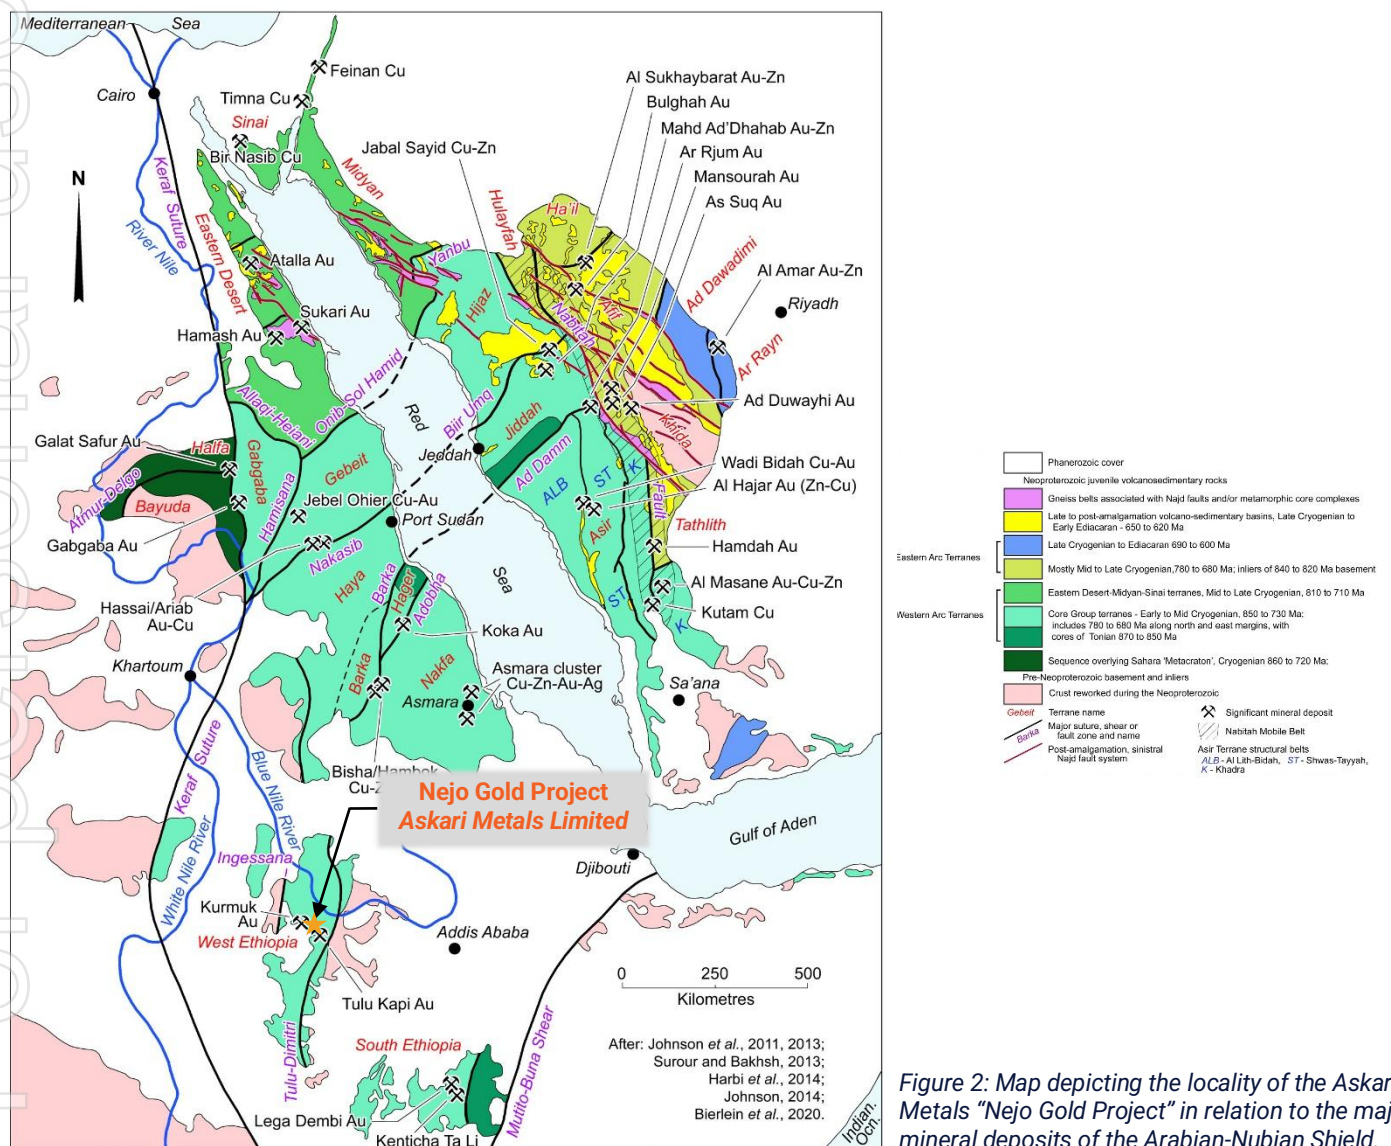 Mediterranean Sea
Feinan Cu
Cairo
Timna Cu
Sinai
Bir Nasib Cu
Al Sukhaybarat Au-Zn
Bulghah Au
Mahd Ad'Dhahab Au-Zn
Ar Rjum Au
Mansourah Au
As Suq Au
Jabal Sayid Cu-Zn
N
Keraf Suture
River Nile
Midyan
Hulayfah
Ha'il
Eastern Desert
Atalla Au
Yanbu
Ad Dawadimi
Al Amar Au-Zn
Riyadh
Sukari Au
Hamash Au
Hijaz
Nabitah
Afif
Ar Rayn
Allaqi-Heiani
Onib-Sol Hamid
Red
Sea
Biir Umq
Jiddah
Jeddah
Ad Damm
Ad Duwayhi Au
Khida
Galat Safur Au
Halfa
Gabgaba
Gebeit
Atmur-Delgo
Bayuda
Hamisana
Jebel Ohier Cu-Au
Port Sudan
ALB
ST
K
Fault
Wadi Bidah Cu-Au
Al Hajar Au (Zn-Cu)
Asir
Tathlith
Gabgaba Au
Nakasib
Hamdah Au
Haya
Barka
Hager
Adobha
Al Masane Au-Cu-Zn
ST
Kutam Cu
K
Hassai/Ariab
Au-Cu
Koka Au
Khartoum
Barka
Nakfa
Asmara cluster
Cu-Zn-Au-Ag
Asmara
Sa'ana
Keraf Suture
Blue Nile River
Bisha/Hambok
Cu-Z
Nejo Gold Project
Askari Metals Limited
White Nile River
Ingessana
Gulf of Aden
Djibouti
Kurmuk
Au
West Ethiopia
Addis Ababa
Tulu Kapi Au
0 250 500
Kilometres
Tulu-Dimitri
South Ethiopia
Mutito-Buna Shear
Lega Dembi Au
Kenticha Ta Li
After: Johnson et al., 2011, 2013;
Surour and Bakhsh, 2013;
Harbi et al., 2014;
Johnson, 2014;
Bierlein et al., 2020.
Indian.
Ocn.
Phanerozoic cover
Neoproterozoic juvenile volcanosedimentary rocks
Gneiss belts associated with Najd faults and/or metamorphic core complexes
Late to post-amalgamation volcano-sedimentary basins, Late Cryogenian to
Early Ediacaran - 650 to 620 Ma
Late Cryogenian to Ediacaran 690 to 600 Ma
Eastern Arc Terranes
Mostly Mid to Late Cryogenian,780 to 680 Ma; inliers of 840 to 820 Ma basement
Eastern Desert-Midyan-Sinai terranes, Mid to Late Cryogenian, 810 to 710 Ma
Western Arc Terranes
Core Group terranes - Early to Mid Cryogenian, 850 to 730 Ma:
includes 780 to 680 Ma along north and east margins, with
cores of Tonian 870 to 850 Ma
Sequence overlying Sahara 'Metacraton', Cryogenian 860 to 720 Ma;
Pre-Neoproterozoic basement and inliers
Crust reworked during the Neoproterozoic
Gebeit Terrane name
Barka Major suture, shear or
fault zone and name
Post-amalgamation, sinistral
Najd fault system
Significant mineral deposit
Nabitah Mobile Belt
Asir Terrane structural belts
ALB - Al Lith-Bidah, ST - Shwas-Tayyah,
K - Khadra
Figure 2: Map depicting the locality of the Askar
Metals “Nejo Gold Project” in relation to the maj
mineral deposits of the Arabian-Nubian Shield.